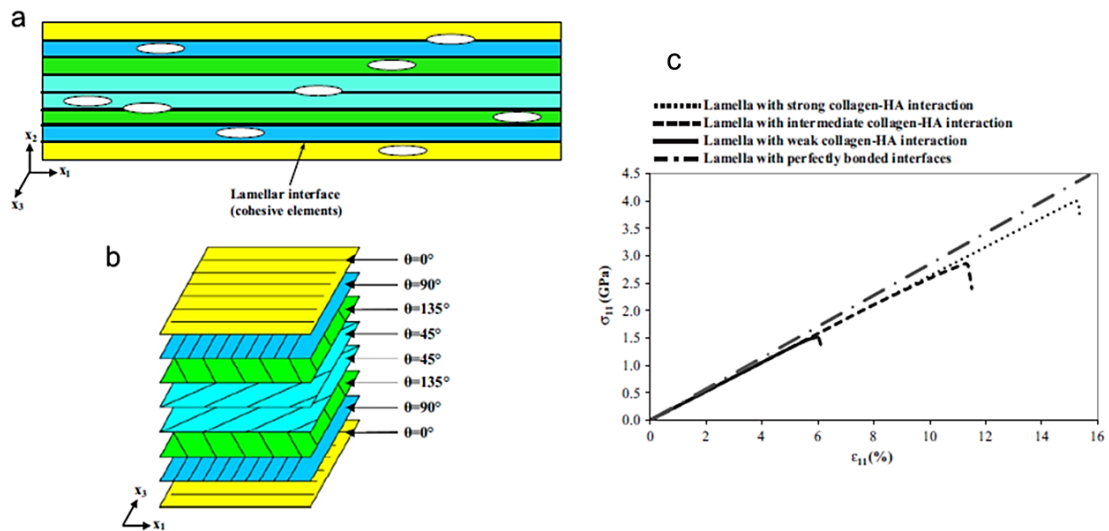 a
x₂
x₁
x₃
Lamellar interface
(cohesive elements)
b
θ=0°
θ=90°
θ=135°
θ=45°
θ=45°
θ=135°
θ=90°
θ=0°
x₃
x₁
c
Lamella with strong collagen-HA interaction
Lamella with intermediate collagen-HA interaction
Lamella with weak collagen-HA interaction
Lamella with perfectly bonded interfaces
σ₁₁(GPa)
4.5
4.0
3.5
3.0
2.5
2.0
1.5
1.0
0.5
0.0
0 2 4 6 8 10 12 14 16
ε₁₁(%)